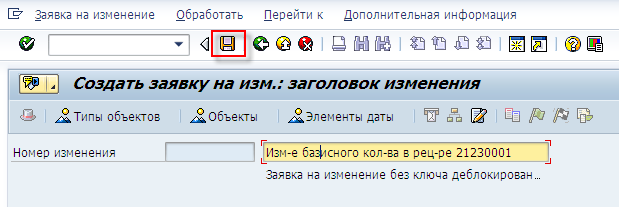 Заявка на изменение Обработать Перейти к Дополнительная информация
Создать заявку на изм.: заголовок изменения
Типы объектов Объекты Элементы даты
Номер изменения Изм-е базисного кол-ва в рец-ре 21230001
Заявка на изменение без ключа деблокирован...